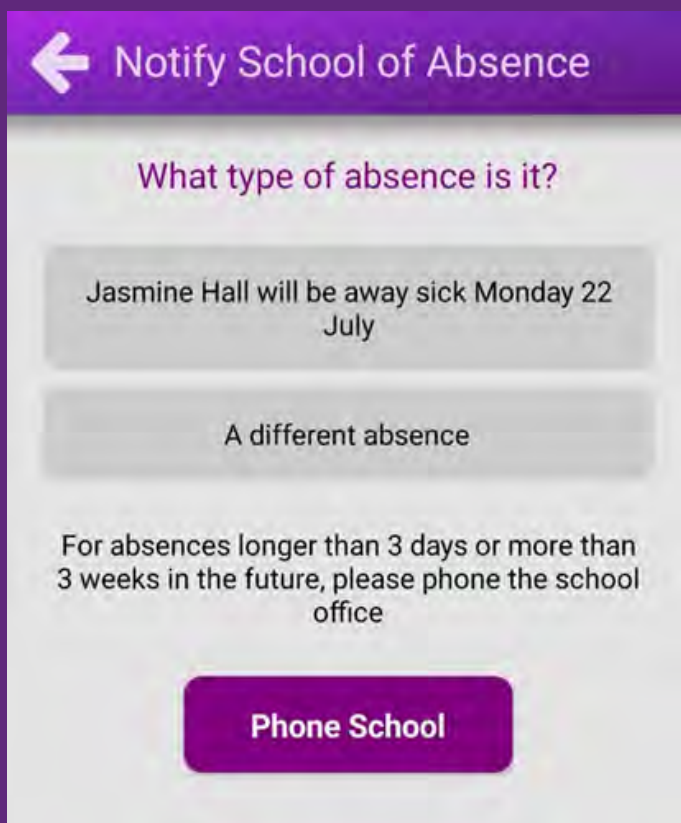 Notify School of Absence
What type of absence is it?
Jasmine Hall will be away sick Monday 22
July
A different absence
For absences longer than 3 days or more than
3 weeks in the future, please phone the school
office
Phone School